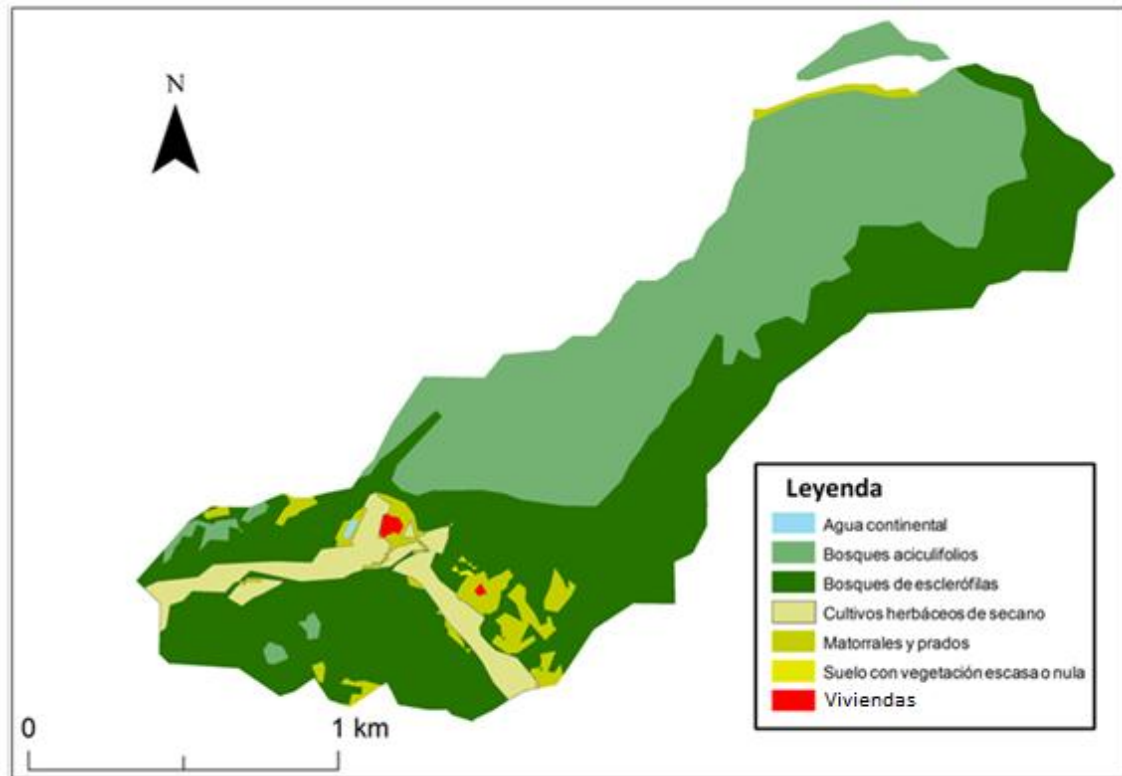 N
Leyenda
Agua continental
Bosques aciculifolios
Bosques de esclerófilas
Cultivos herbáceos de secano
Matorrales y prados
Suelo con vegetación escasa o nula
Viviendas
0 1 km